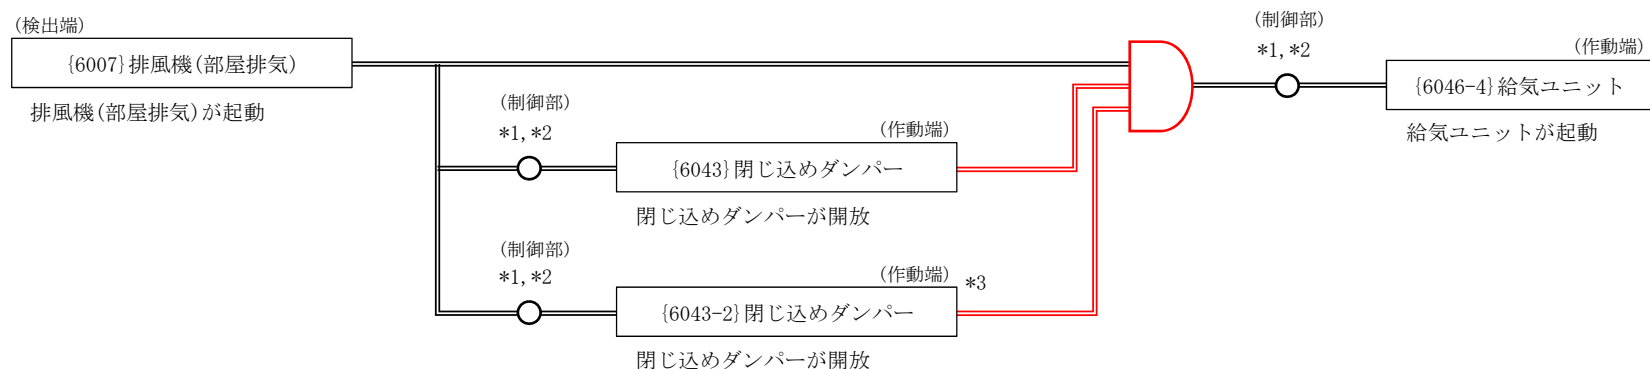 (検出端)
{6007}排風機(部屋排気)
排風機(部屋排気)が起動
(制御部)
*1,*2
(作動端)
{6043}閉じ込めダンパー
閉じ込めダンパーが開放
(制御部)
*1,*2
(作動端)
*3
{6043-2}閉じ込めダンパー
閉じ込めダンパーが開放
(制御部)
*1,*2
(作動端)
{6046-4}給気ユニット
給気ユニットが起動